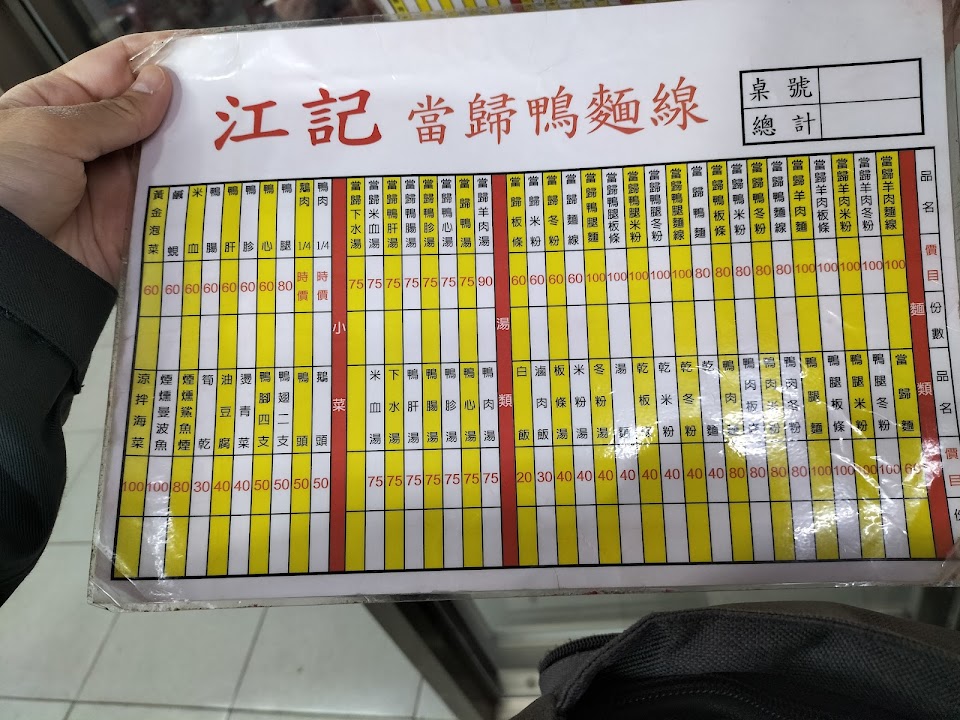 江記 當歸鴨麵線
桌號
總計
品名 價目 份數
麵類
當歸羊肉麵線 100
當歸羊肉冬粉 100
當歸羊肉米粉 100
當歸羊肉板條 100
當歸羊肉麵 100
當歸鴨麵線 80
當歸鴨冬粉 80
當歸鴨米粉 80
當歸鴨板條 80
當歸鴨麵 80
當歸鴨腿麵線 100
當歸鴨腿冬粉 100
當歸鴨腿米粉 100
當歸鴨腿板條 100
當歸鴨腿麵 100
當歸麵線 60
當歸冬粉 60
當歸米粉 60
當歸板條 60
湯類
當歸羊肉湯 90
當歸鴨湯 75
當歸鴨心湯 75
當歸鴨胗湯 75
當歸鴨腸湯 75
當歸鴨肝湯 75
當歸米血湯 75
當歸下水湯 75
小菜
鴨肉 1/4 時價
鵝肉 1/4 時價
鴨腿 80
鴨心 60
鴨胗 60
鴨肝 60
鴨腸 60
米血 60
鹹蜆 60
黃金泡菜 60
品名 價目 份
當歸麵 60
鴨腿冬粉 100
鴨腿米粉 100
鴨腿板條 100
鴨腿麵 100
鴨肉冬粉 80
鴨肉米粉 80
鴨肉板條 80
鴨肉麵 80
乾麵 40
乾冬粉 40
乾米粉 40
乾板條 40
湯麵 40
冬粉湯 40
米粉湯 40
板條湯 40
滷肉飯 30
白飯 20
鴨肉湯 75
鴨心湯 75
鴨胗湯 75
鴨腸湯 75
鴨肝湯 75
下水湯 75
米血湯 75
鵝頭 50
鴨頭 50
鴨翅二支 50
鴨腳四支 50
燙青菜 40
油豆腐 40
筍乾 30
煙燻鯊魚煙 80
煙燻曼波魚 100
涼拌海菜 100